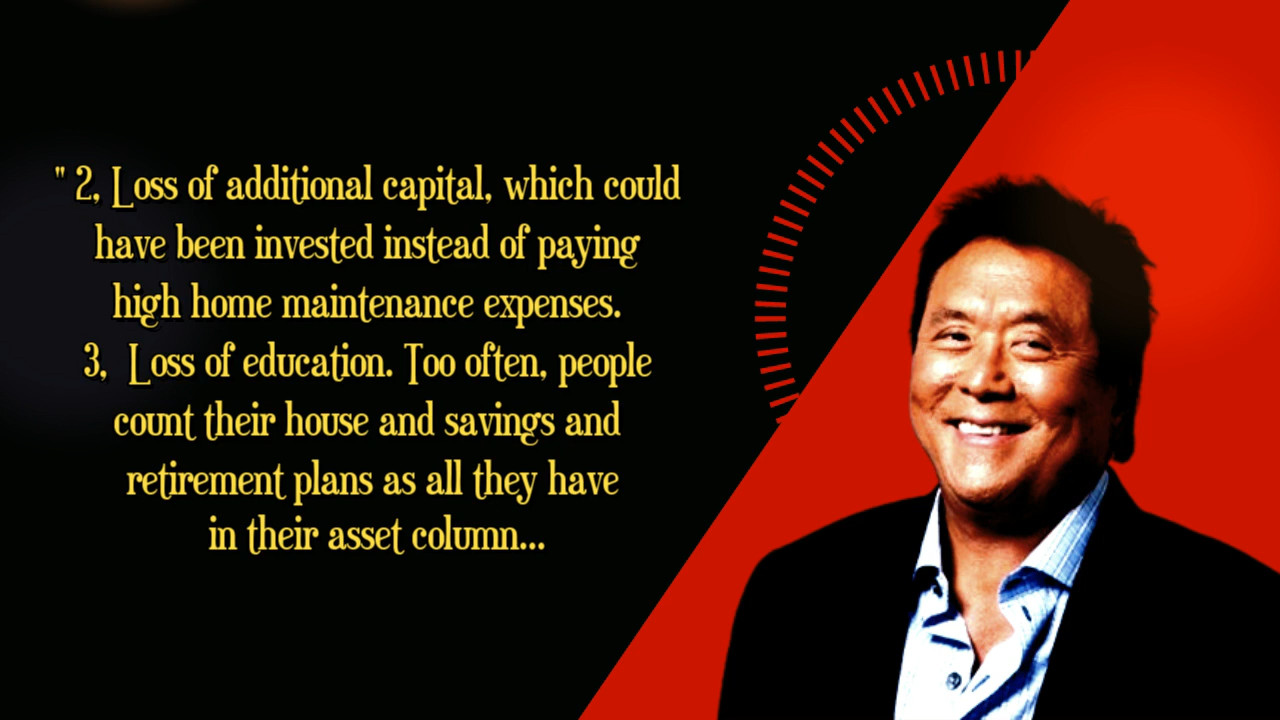 " 2, Loss of additional capital, which could
have been invested instead of paying
high home maintenance expenses.
3, Loss of education. Too often, people
count their house and savings and
retirement plans as all they have
in their asset column...